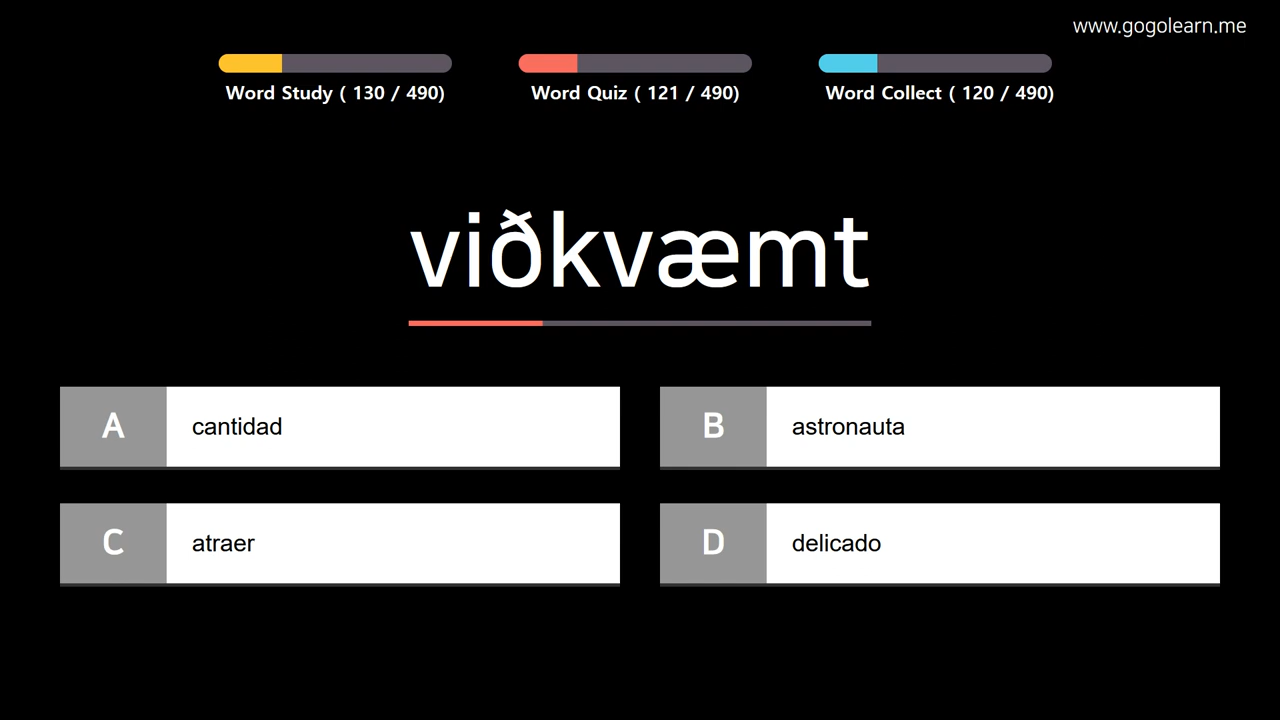 www.gogolearn.me
Word Study ( 130 / 490)
Word Quiz ( 121 / 490)
Word Collect ( 120 / 490)
viðkvæmt
A cantidad
B astronauta
C atraer
D delicado